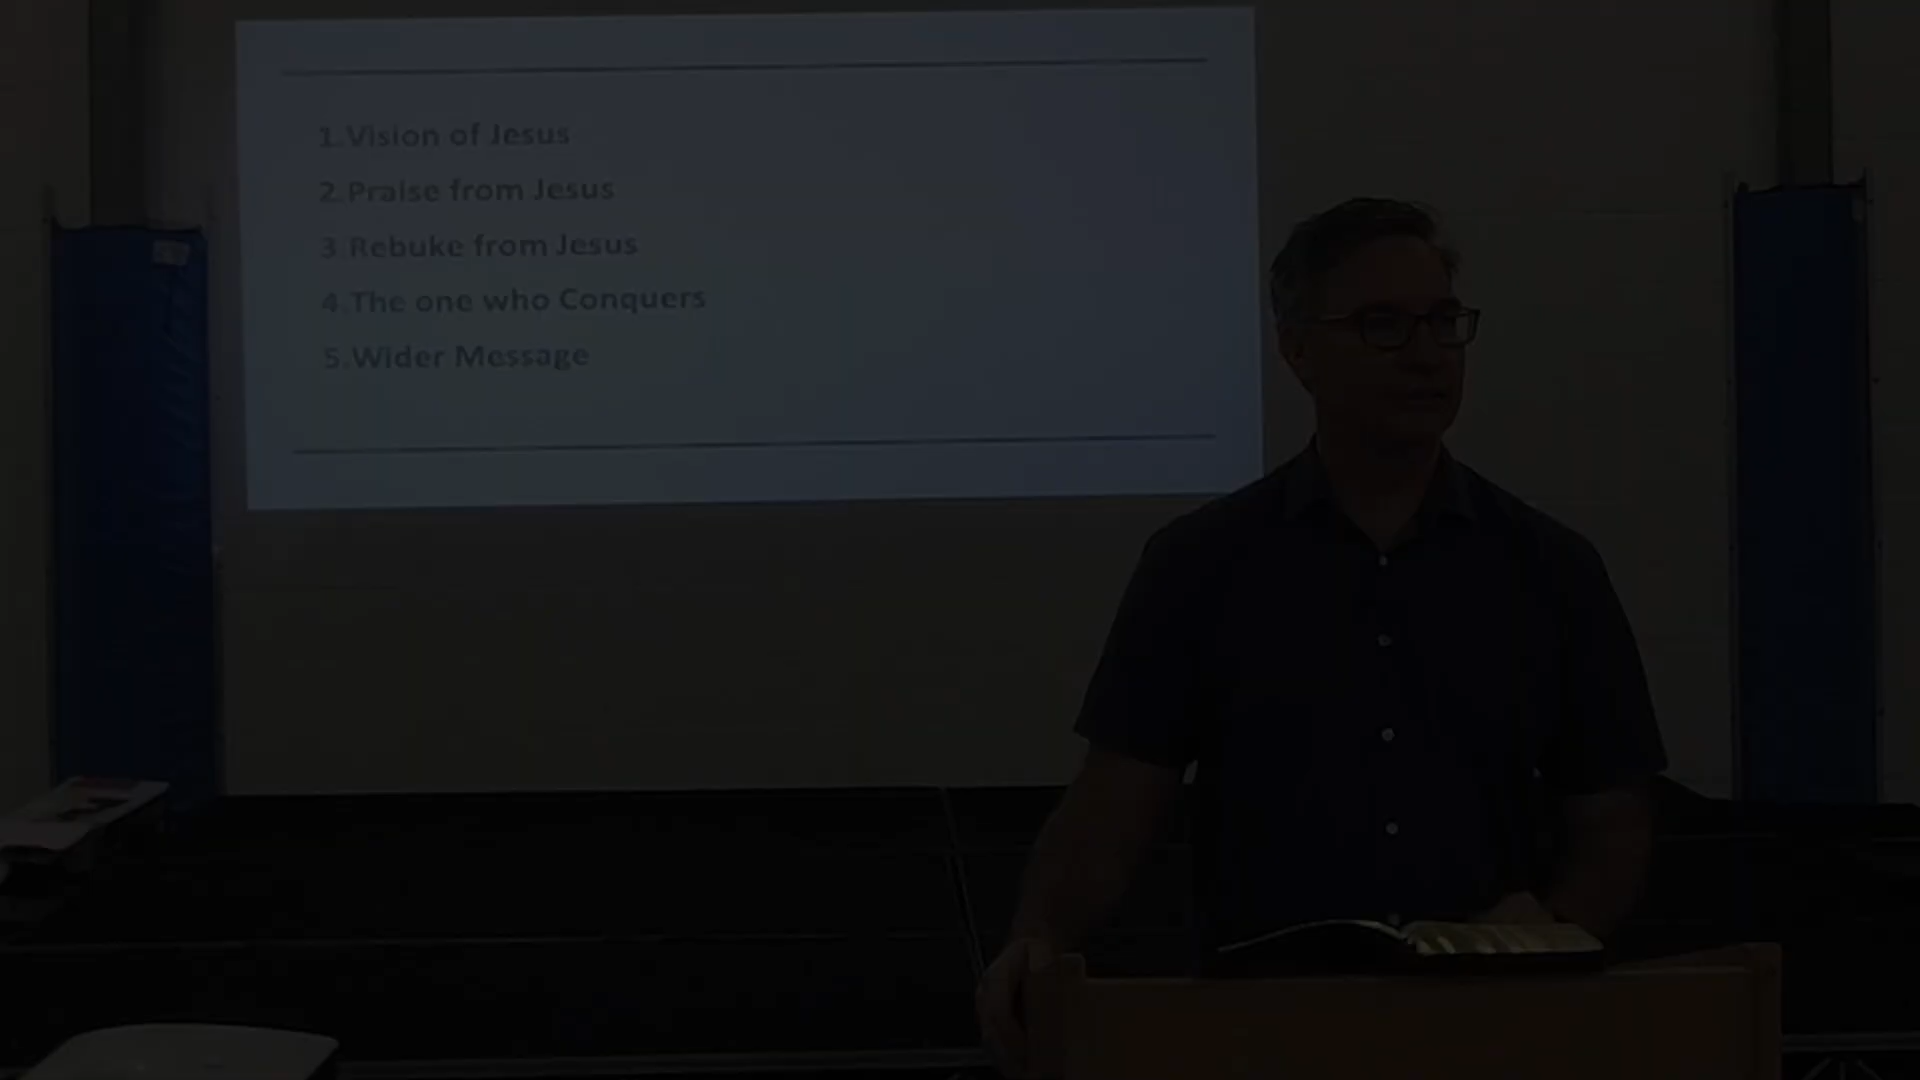 1.Vision of Jesus
2.Praise from Jesus
3.Rebuke from Jesus
4.The one who Conquers
5.Wider Message